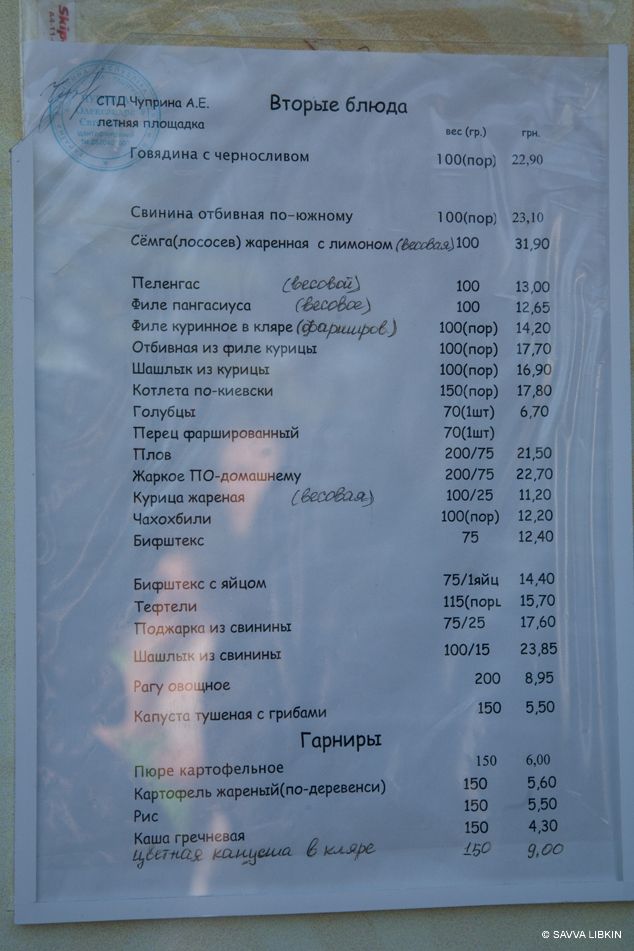 Skip
СПД Чуприна А.Е.
летняя площадка
Вторые блюда
вес (гр.) грн.
Говядина с черносливом 100(пор) 22,90
Свинина отбивная по-южному 100(пор) 23,10
Сёмга(лососев) жаренная с лимоном (весовая) 100 31,90
Пеленгас (весовой) 100 13,00
Филе пангасиуса (весовое) 100 12,65
Филе куринное в кляре (фарширов.) 100(пор) 14,20
Отбивная из филе курицы 100(пор) 17,70
Шашлык из курицы 100(пор) 16,90
Котлета по-киевски 150(пор) 17,80
Голубцы 70(1шт) 6,70
Перец фаршированный 70(1шт)
Плов 200/75 21,50
Жаркое ПО-домашнему 200/75 22,70
Курица жареная (весовая) 100/25 11,20
Чахохбили 100(пор) 12,20
Бифштекс 75 12,40
Бифштекс с яйцом 75/1яйц 14,40
Тефтели 115(порц 15,70
Поджарка из свинины 75/25 17,60
Шашлык из свинины 100/15 23,85
Рагу овощное 200 8,95
Капуста тушеная с грибами 150 5,50
Гарниры
Пюре картофельное 150 6,00
Картофель жареный(по-деревенси) 150 5,60
Рис 150 5,50
Каша гречневая 150 4,30
цветная капуста в кляре 150 9,00
© SAVVA LIBKIN